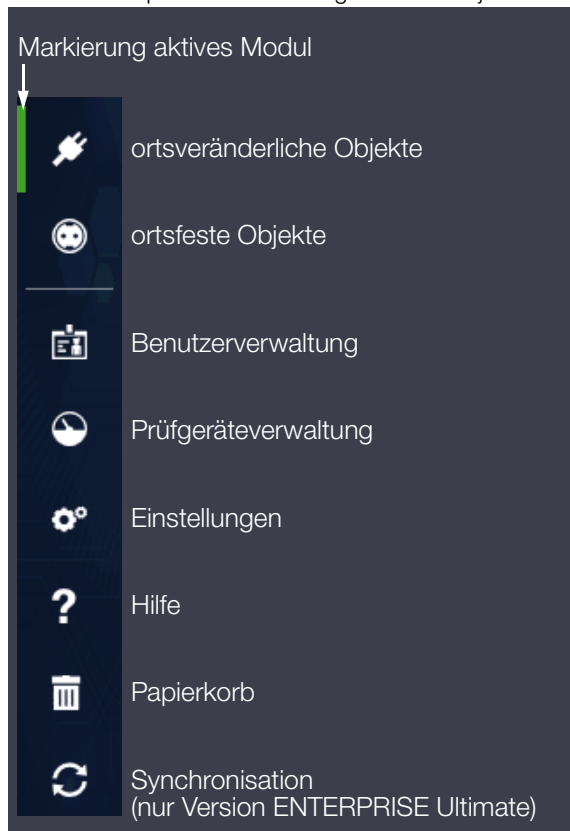 Markierung aktives Modul
ortsveränderliche Objekte
ortsfeste Objekte
Benutzerverwaltung
Prüfgeräteverwaltung
Einstellungen
Hilfe
Papierkorb
Synchronisation
(nur Version ENTERPRISE Ultimate)